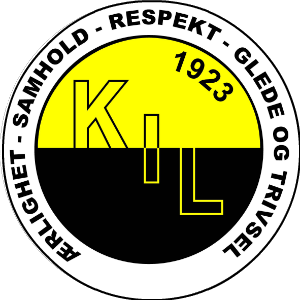 ÆRLIGHET - SAMHOLD - RESPEKT - GLEDE OG TRIVSEL
1923
KIL